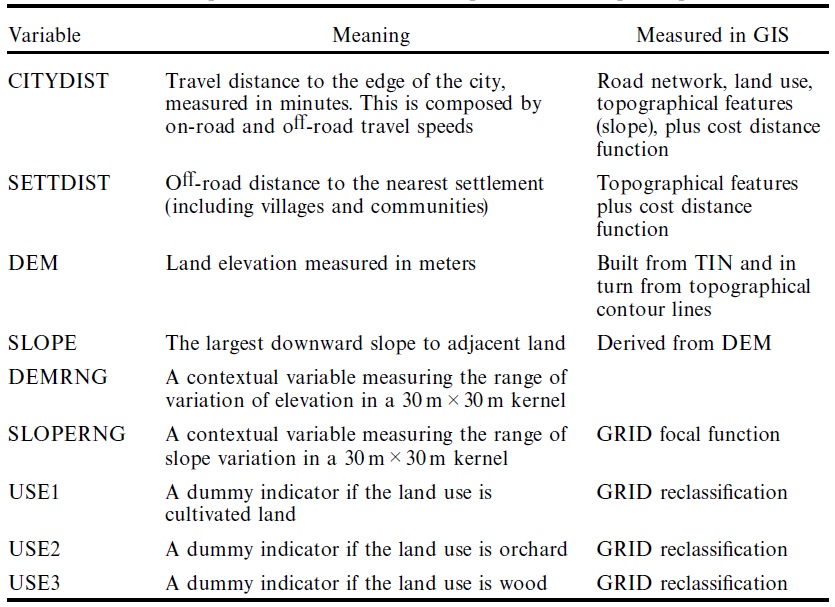 Variable Meaning Measured in GIS
CITYDIST Travel distance to the edge of the city, Road network, land use,
measured in minutes. This is composed by topographical features
on-road and off-road travel speeds (slope), plus cost distance
function
SETTDIST Off-road distance to the nearest settlement Topographical features
(including villages and communities) plus cost distance
function
DEM Land elevation measured in meters Built from TIN and in
turn from topographical
contour lines
SLOPE The largest downward slope to adjacent land Derived from DEM
DEMRNG A contextual variable measuring the range of
variation of elevation in a 30 m × 30 m kernel
SLOPERNG A contextual variable measuring the range of GRID focal function
slope variation in a 30 m × 30 m kernel
USE1 A dummy indicator if the land use is GRID reclassification
cultivated land
USE2 A dummy indicator if the land use is orchard GRID reclassification
USE3 A dummy indicator if the land use is wood GRID reclassification